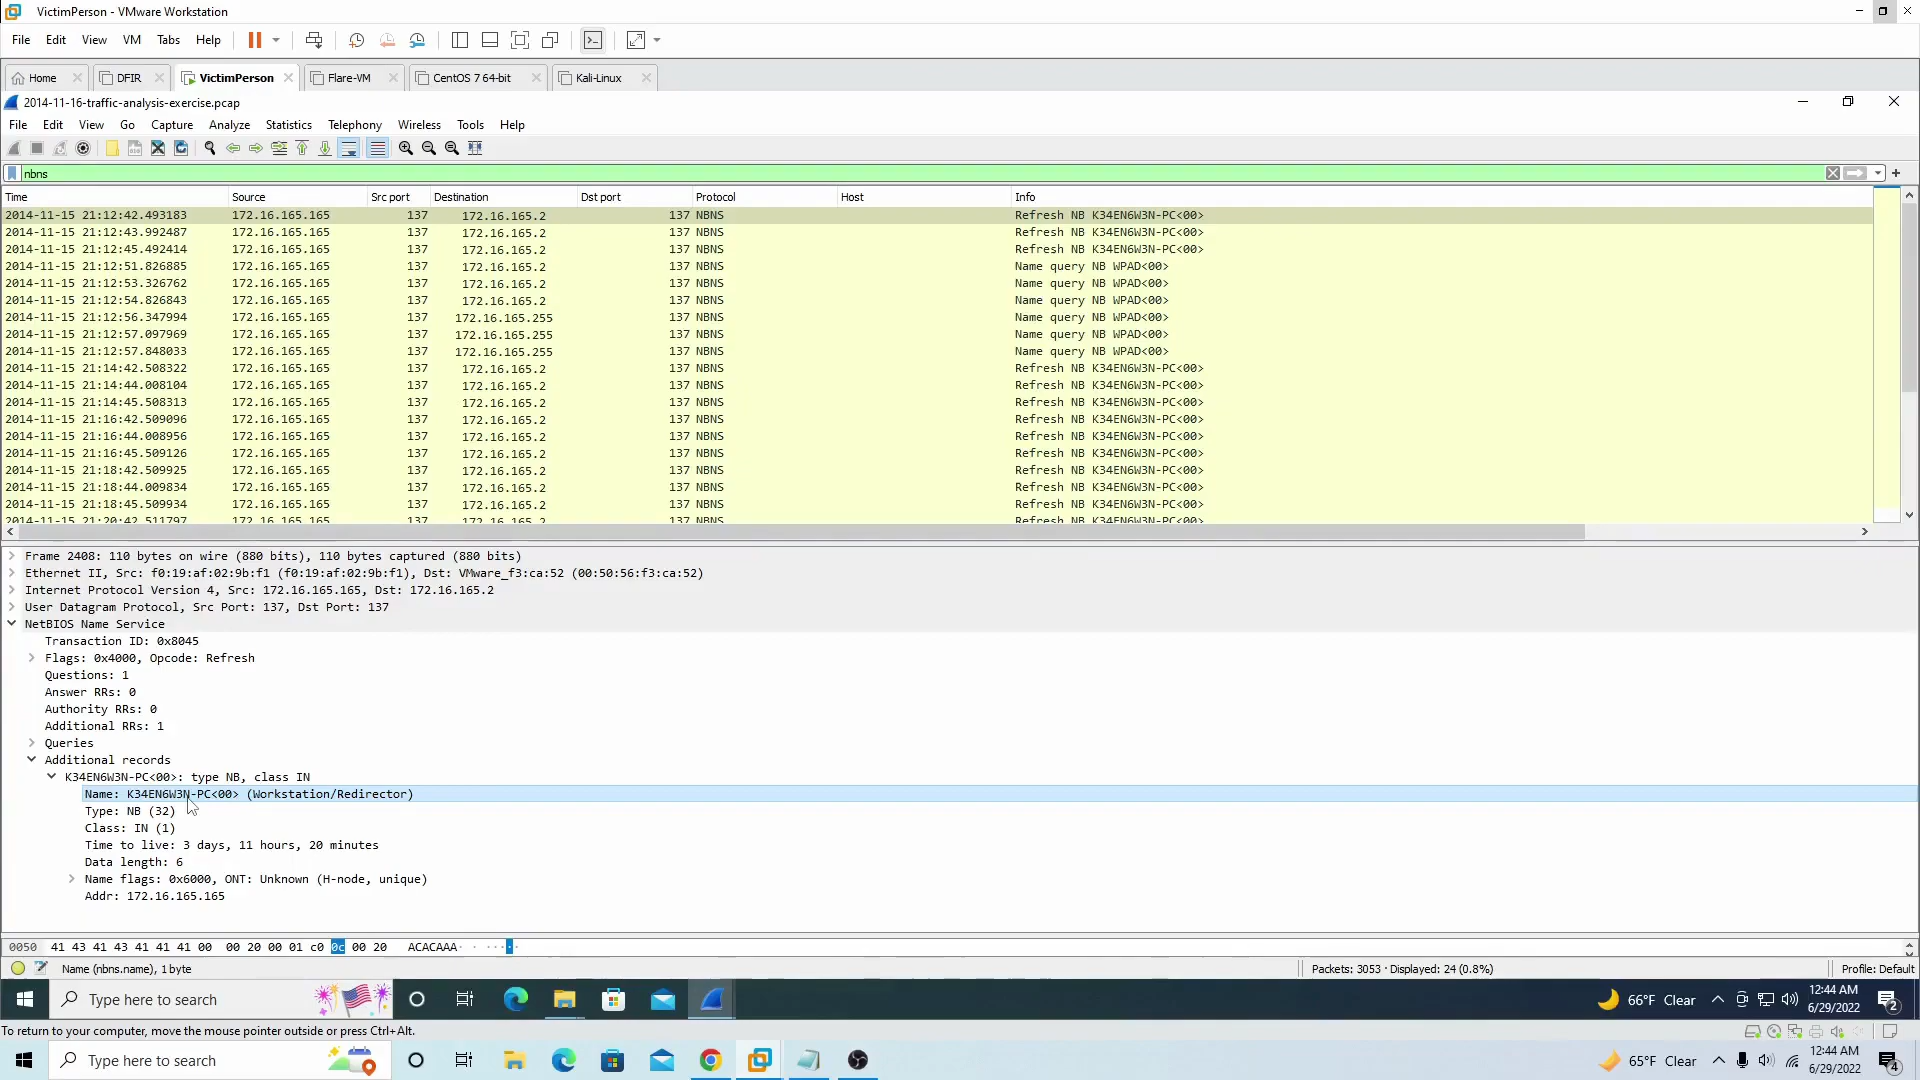 VictimPerson - VMware Workstation
File Edit View VM Tabs Help
Home DFIR VictimPerson Flare-VM CentOS 7 64-bit Kali-Linux
2014-11-16-traffic-analysis-exercise.pcap
File Edit View Go Capture Analyze Statistics Telephony Wireless Tools Help
nbns
Time Source Src port Destination Dst port Protocol Host Info
2014-11-15 21:12:42.493183 172.16.165.165 137 172.16.165.2 137 NBNS Refresh NB K34EN6W3N-PC<00>
2014-11-15 21:12:43.992487 172.16.165.165 137 172.16.165.2 137 NBNS Refresh NB K34EN6W3N-PC<00>
2014-11-15 21:12:45.492414 172.16.165.165 137 172.16.165.2 137 NBNS Refresh NB K34EN6W3N-PC<00>
2014-11-15 21:12:51.826885 172.16.165.165 137 172.16.165.2 137 NBNS Name query NB WPAD<00>
2014-11-15 21:12:53.326762 172.16.165.165 137 172.16.165.2 137 NBNS Name query NB WPAD<00>
2014-11-15 21:12:54.826843 172.16.165.165 137 172.16.165.2 137 NBNS Name query NB WPAD<00>
2014-11-15 21:12:56.347994 172.16.165.165 137 172.16.165.255 137 NBNS Name query NB WPAD<00>
2014-11-15 21:12:57.097969 172.16.165.165 137 172.16.165.255 137 NBNS Name query NB WPAD<00>
2014-11-15 21:12:57.848033 172.16.165.165 137 172.16.165.255 137 NBNS Name query NB WPAD<00>
2014-11-15 21:14:42.508322 172.16.165.165 137 172.16.165.2 137 NBNS Refresh NB K34EN6W3N-PC<00>
2014-11-15 21:14:44.008104 172.16.165.165 137 172.16.165.2 137 NBNS Refresh NB K34EN6W3N-PC<00>
2014-11-15 21:14:45.508313 172.16.165.165 137 172.16.165.2 137 NBNS Refresh NB K34EN6W3N-PC<00>
2014-11-15 21:16:42.509096 172.16.165.165 137 172.16.165.2 137 NBNS Refresh NB K34EN6W3N-PC<00>
2014-11-15 21:16:44.008956 172.16.165.165 137 172.16.165.2 137 NBNS Refresh NB K34EN6W3N-PC<00>
2014-11-15 21:16:45.509126 172.16.165.165 137 172.16.165.2 137 NBNS Refresh NB K34EN6W3N-PC<00>
2014-11-15 21:18:42.509925 172.16.165.165 137 172.16.165.2 137 NBNS Refresh NB K34EN6W3N-PC<00>
2014-11-15 21:18:44.009834 172.16.165.165 137 172.16.165.2 137 NBNS Refresh NB K34EN6W3N-PC<00>
2014-11-15 21:18:45.509934 172.16.165.165 137 172.16.165.2 137 NBNS Refresh NB K34EN6W3N-PC<00>
2014-11-15 21:20:42.511797 172.16.165.165 137 172.16.165.2 137 NBNS Refresh NB K34EN6W3N-PC<00>
Frame 2408: 110 bytes on wire (880 bits), 110 bytes captured (880 bits)
Ethernet II, Src: f0:19:af:02:9b:f1 (f0:19:af:02:9b:f1), Dst: VMware_f3:ca:52 (00:50:56:f3:ca:52)
Internet Protocol Version 4, Src: 172.16.165.165, Dst: 172.16.165.2
User Datagram Protocol, Src Port: 137, Dst Port: 137
NetBIOS Name Service
Transaction ID: 0x8045
Flags: 0x4000, Opcode: Refresh
Questions: 1
Answer RRs: 0
Authority RRs: 0
Additional RRs: 1
Queries
Additional records
K34EN6W3N-PC<00>: type NB, class IN
Name: K34EN6W3N-PC<00> (Workstation/Redirector)
Type: NB (32)
Class: IN (1)
Time to live: 3 days, 11 hours, 20 minutes
Data length: 6
Name flags: 0x6000, ONT: Unknown (H-node, unique)
Addr: 172.16.165.165
0050 41 43 41 43 41 41 41 00 00 20 00 01 c0 0c 00 20 ACACAAA· · ···· ·
Name (nbns.name), 1 byte Packets: 3053 · Displayed: 24 (0.8%) Profile: Default
Type here to search 66°F Clear 12:44 AM
6/29/2022 2
To return to your computer, move the mouse pointer outside or press Ctrl+Alt.
Type here to search 65°F Clear 12:44 AM
6/29/2022 4